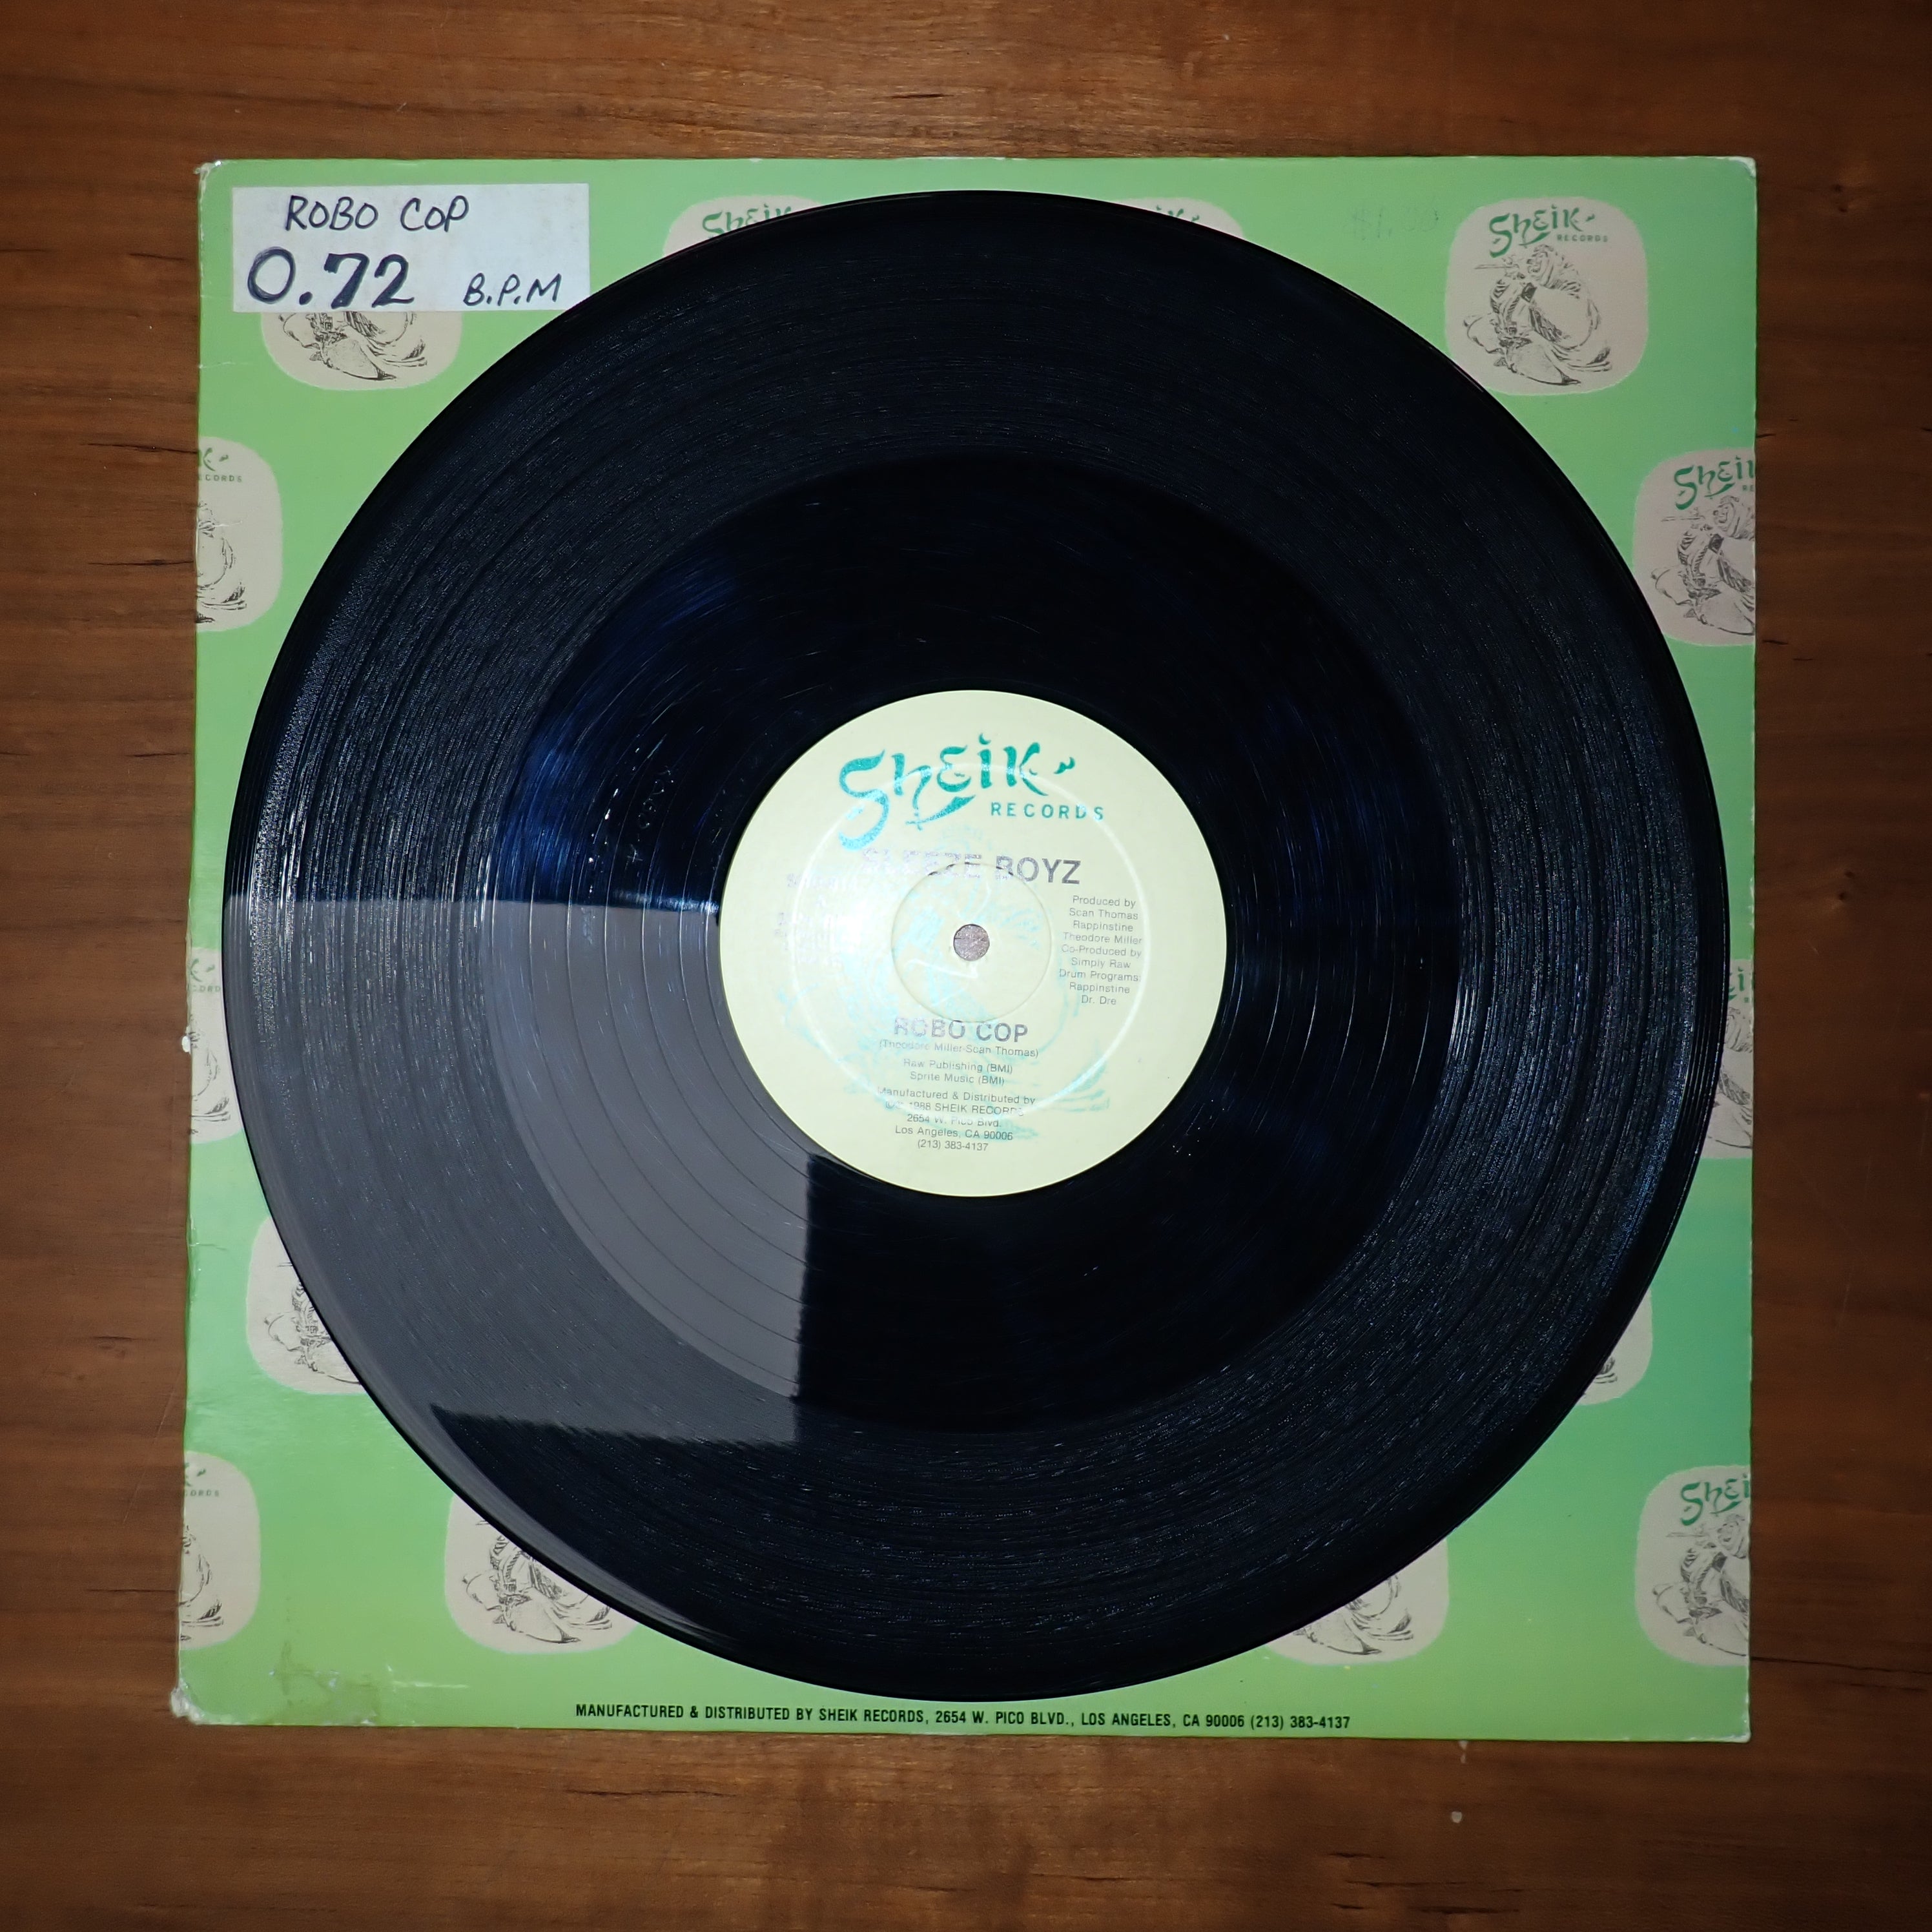 ROBO COP
0.72 B.P.M
Sheik
RECORDS
Sheik
RECORDS
BOYZ
Produced by
Scan Thomas
Rappinstine
Theodore Miller
Co-Produced by
Simply Raw
Drum Programs
Rappinstine
Dr. Dre
ROBO COP
(Theodore Miller-Scan Thomas)
Raw Publishing (BMI)
Sprite Music (BMI)
Manufactured & Distributed by
1988 SHEIK RECORDS
2654 W. Pico Blvd.
Los Angeles, CA 90006
(213) 383-4137
MANUFACTURED & DISTRIBUTED BY SHEIK RECORDS, 2654 W. PICO BLVD., LOS ANGELES, CA 90006 (213) 383-4137